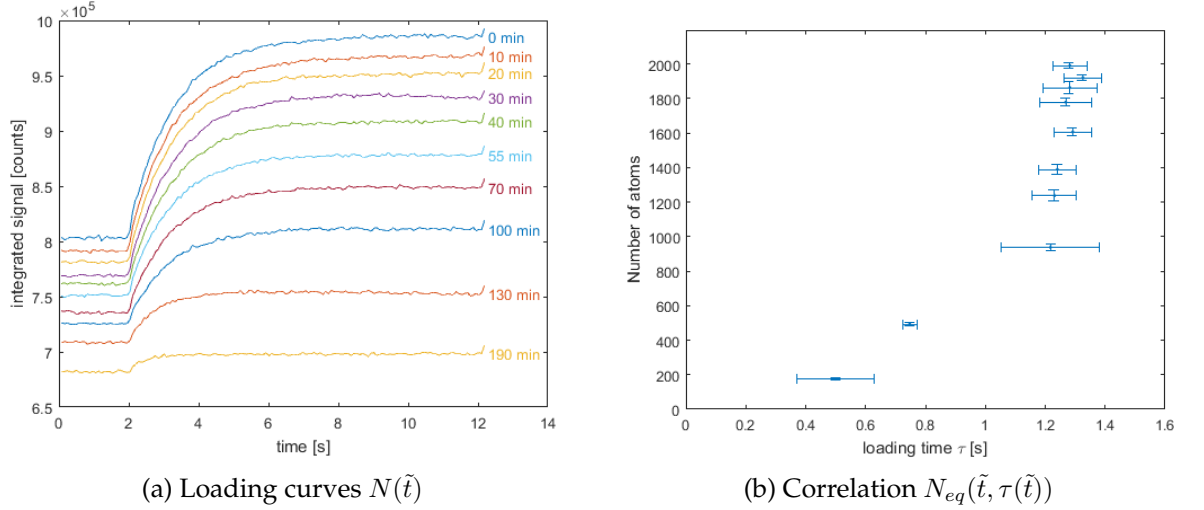 × 10⁵
10
9.5
9
8.5
8
7.5
7
6.5
integrated signal [counts]
0 min
10 min
20 min
30 min
40 min
55 min
70 min
100 min
130 min
190 min
0 2 4 6 8 10 12 14
time [s]
(a) Loading curves N(t̃)
2000
1800
1600
1400
1200
1000
800
600
400
200
0
Number of atoms
0 0.2 0.4 0.6 0.8 1 1.2 1.4 1.6
loading time τ [s]
(b) Correlation N_eq(t̃, τ(t̃))